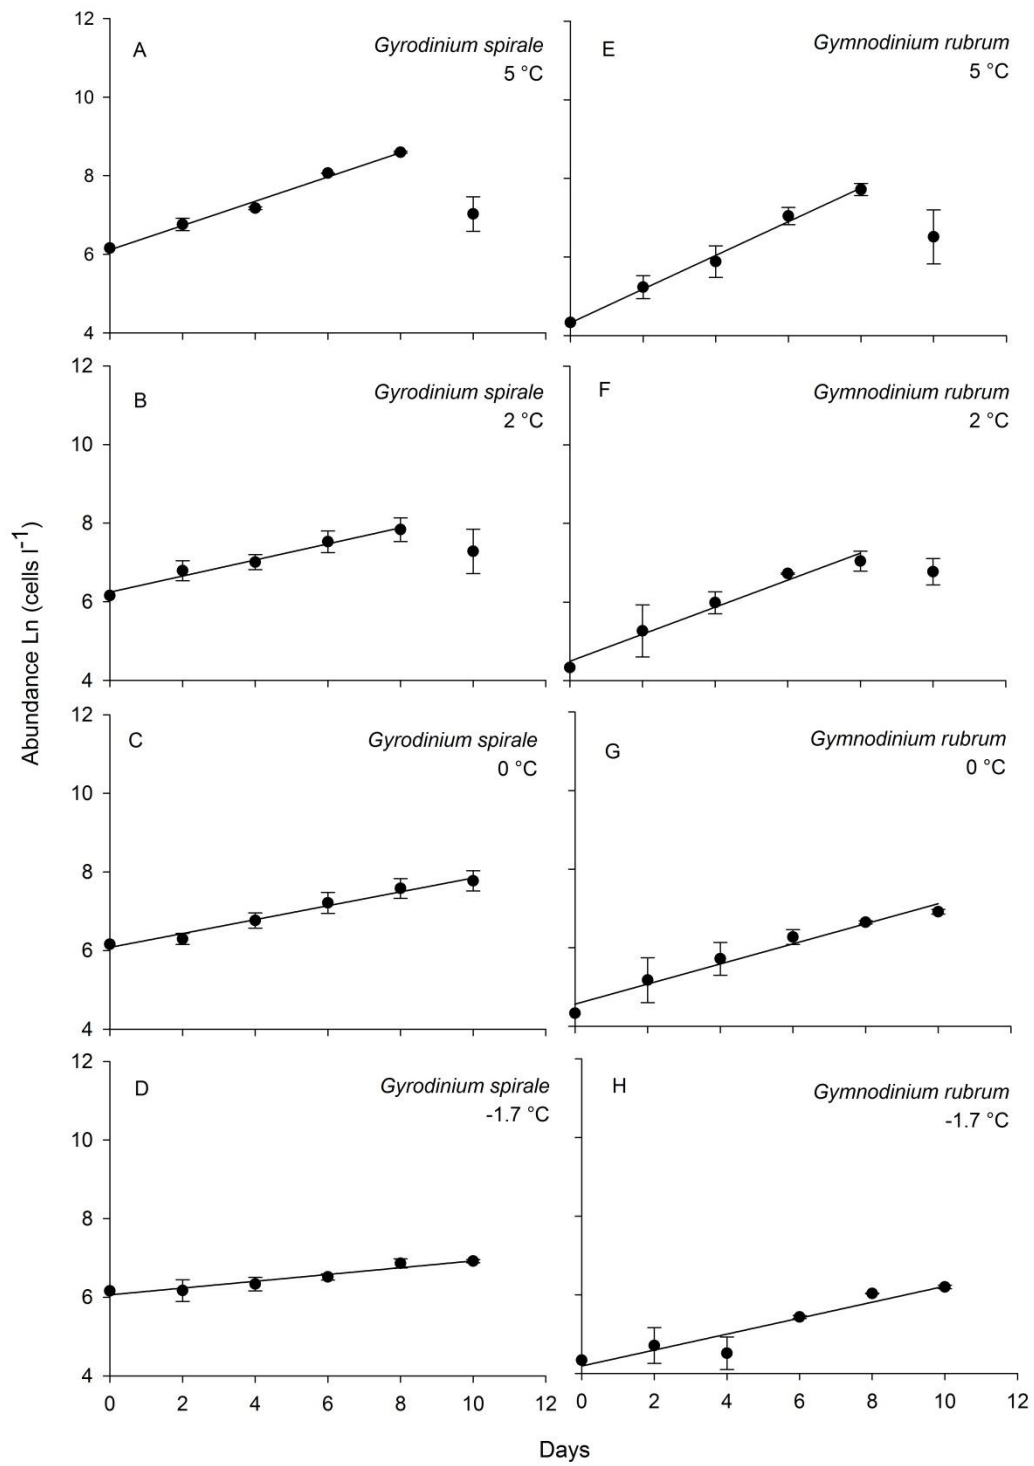 12
A
Gyrodinium spirale
5 °C
10
8
6
4
E
Gymnodinium rubrum
5 °C
12
B
Gyrodinium spirale
2 °C
10
8
6
4
F
Gymnodinium rubrum
2 °C
Abundance Ln (cells l⁻¹)
12
C
Gyrodinium spirale
0 °C
10
8
6
4
G
Gymnodinium rubrum
0 °C
12
D
Gyrodinium spirale
-1.7 °C
10
8
6
4
0 2 4 6 8 10 12
H
Gymnodinium rubrum
-1.7 °C
0 2 4 6 8 10 12
Days